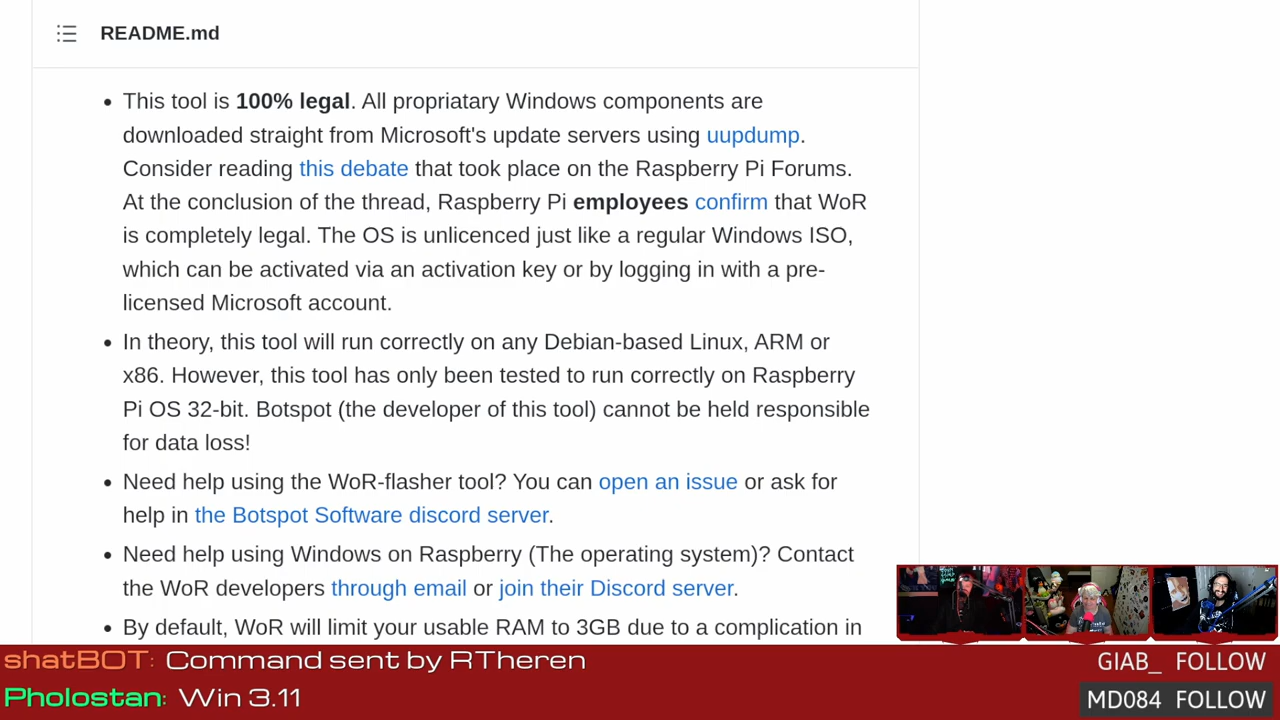 README.md
This tool is 100% legal. All propriatary Windows components are
downloaded straight from Microsoft's update servers using uupdump.
Consider reading this debate that took place on the Raspberry Pi Forums.
At the conclusion of the thread, Raspberry Pi employees confirm that WoR
is completely legal. The OS is unlicenced just like a regular Windows ISO,
which can be activated via an activation key or by logging in with a pre-
licensed Microsoft account.
In theory, this tool will run correctly on any Debian-based Linux, ARM or
x86. However, this tool has only been tested to run correctly on Raspberry
Pi OS 32-bit. Botspot (the developer of this tool) cannot be held responsible
for data loss!
Need help using the WoR-flasher tool? You can open an issue or ask for
help in the Botspot Software discord server.
Need help using Windows on Raspberry (The operating system)? Contact
the WoR developers through email or join their Discord server.
By default, WoR will limit your usable RAM to 3GB due to a complication in
shatBOT: Command sent by RTheren
Pholostan: Win 3.11
GIAB_ FOLLOW
MD084 FOLLOW